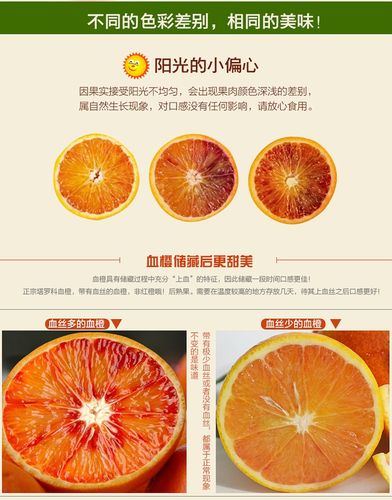 不同的色彩差别，相同的美味！
阳光的小偏心
因果实接受阳光不均匀，会出现果肉颜色深浅的差别，
属自然生长现象，对口感没有任何影响，请放心食用。
血橙储藏后更甜美
血橙具有储藏过程中充分“上血”的特征，因此储藏一段时间口感更佳！
正宗塔罗科血橙，带有血丝的血橙，非红橙哦！后熟果。需要在温度较高的地方存放几天，待其上血丝之后口感更好！
血丝多的血橙
血丝少的血橙
带有极少血丝或者没有血丝，都属于正常现象
不变的是味道